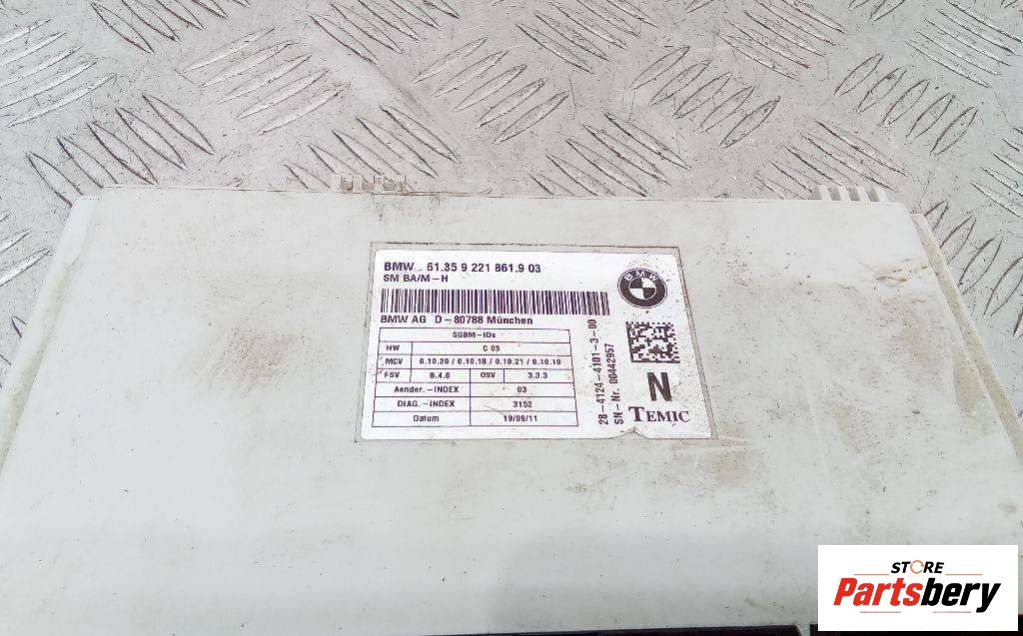 BMW 61.35 9 221 861.9 03
SM BA/M-H
BMW AG D-80788 München
SGBM-IDs
HW C 03
MCV 0.10.20 / 0.10.18 / 0.10.21 / 0.10.10
FSV 8.4.0 OSV 3.3.3
Aender.-INDEX 03
DIAG.-INDEX 3152
Datum 19/09/11
28-4124-4101-3-00
SN-Nr. 00442957
BMW
N
TEMIC
STORE
Partsbery